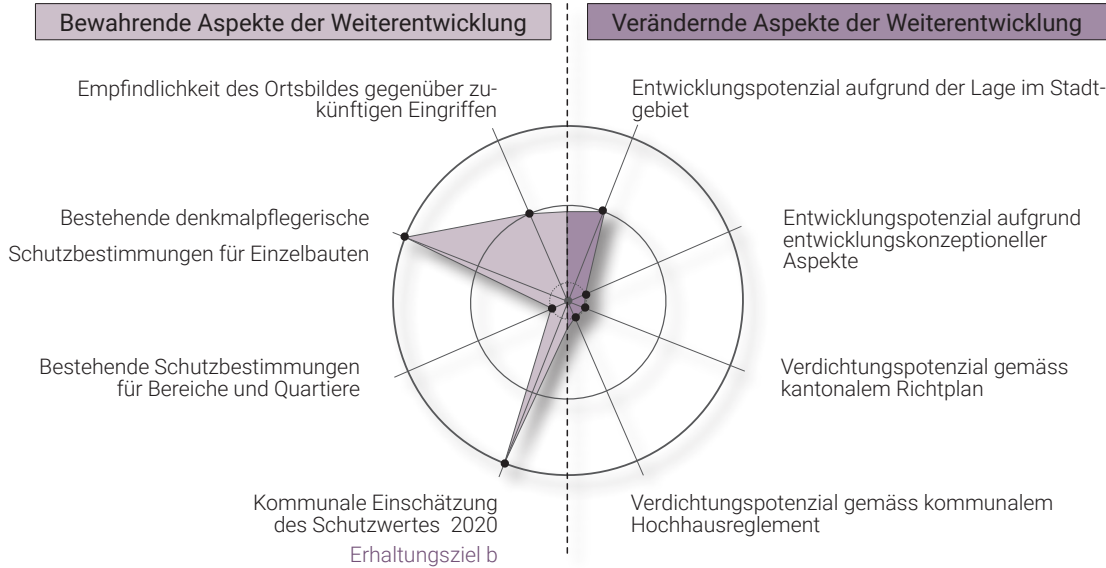 Bewahrende Aspekte der Weiterentwicklung
Verändernde Aspekte der Weiterentwicklung
Empfindlichkeit des Ortsbildes gegenüber zu-
künftigen Eingriffen
Entwicklungspotenzial aufgrund der Lage im Stadt-
gebiet
Bestehende denkmalpflegerische
Schutzbestimmungen für Einzelbauten
Entwicklungspotenzial aufgrund
entwicklungskonzeptioneller
Aspekte
Bestehende Schutzbestimmungen
für Bereiche und Quartiere
Verdichtungspotenzial gemäss
kantonalem Richtplan
Kommunale Einschätzung
des Schutzwertes 2020
Erhaltungsziel b
Verdichtungspotenzial gemäss kommunalem
Hochhausreglement